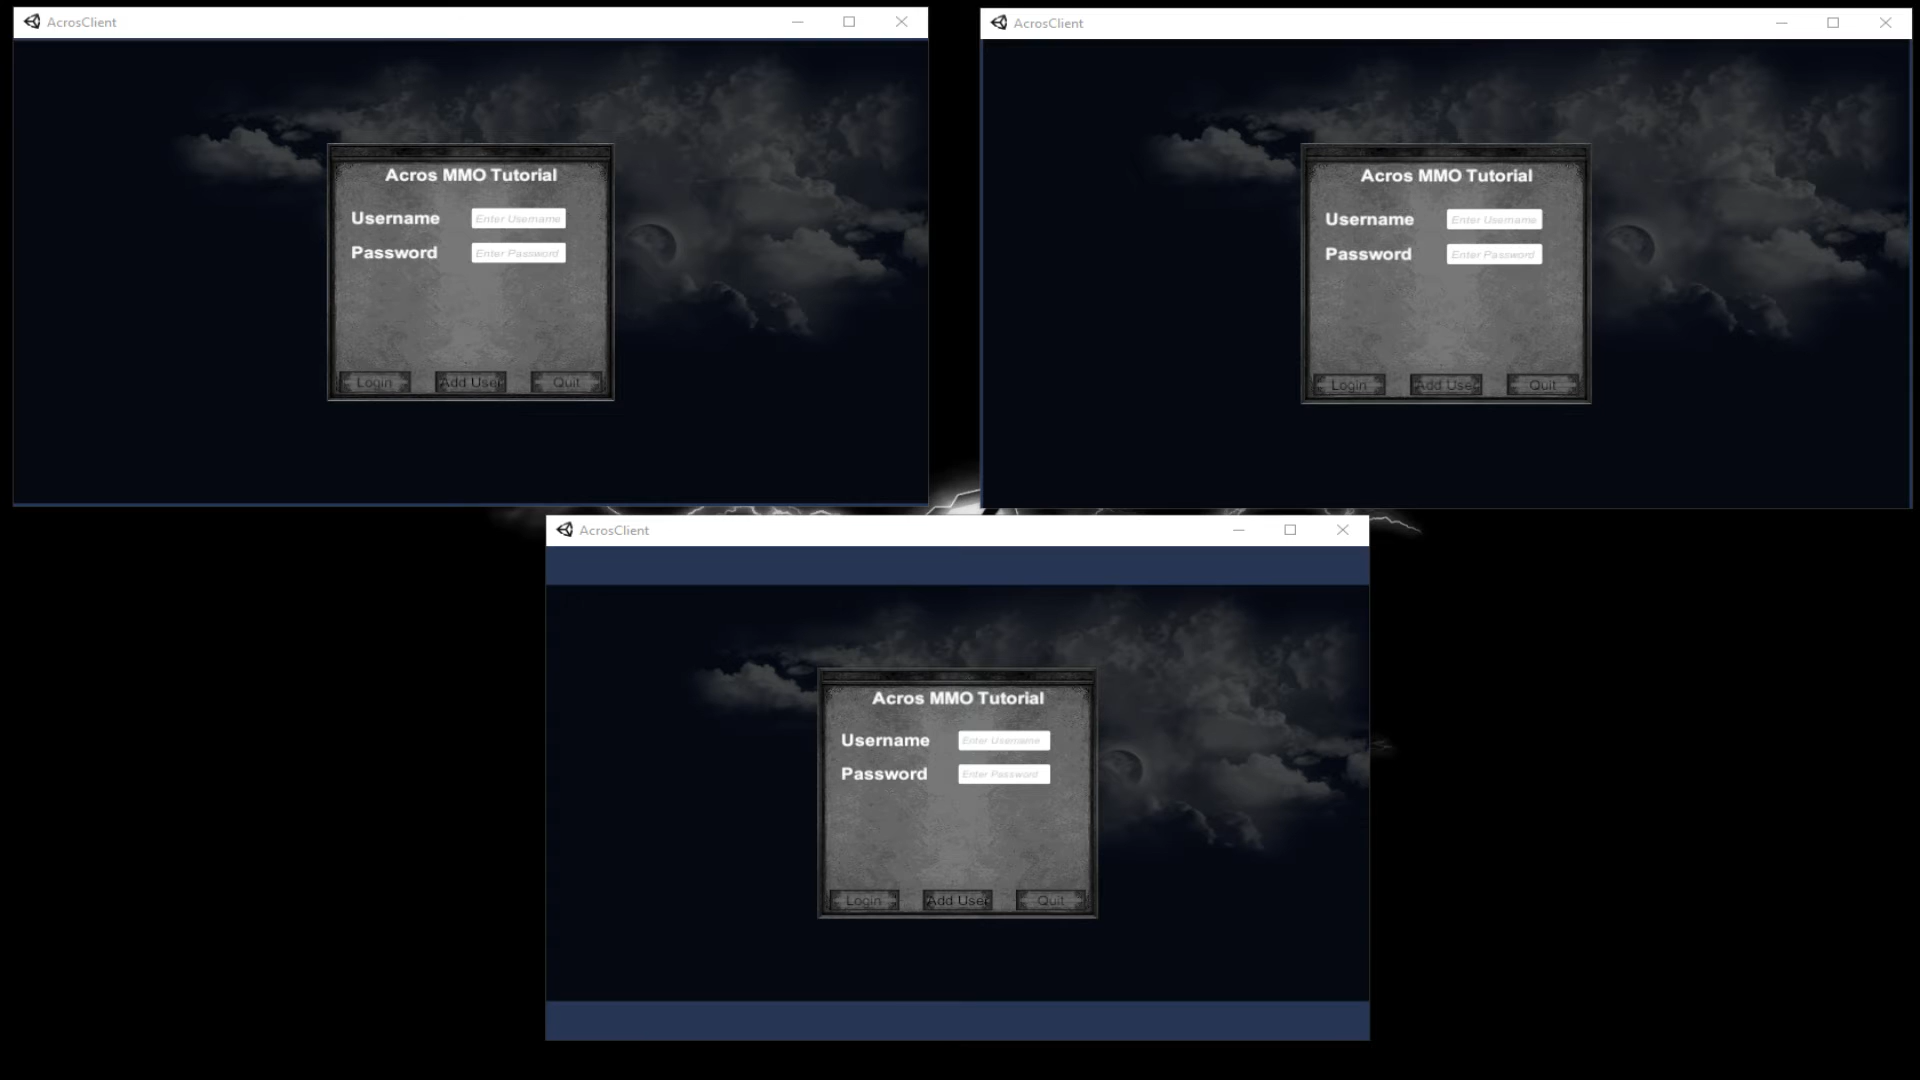 AcrosClient
Acros MMO Tutorial
Username
Enter Username
Password
Enter Password
Login
Add User
Quit
AcrosClient
Acros MMO Tutorial
Username
Enter Username
Password
Enter Password
Login
Add User
Quit
AcrosClient
Acros MMO Tutorial
Username
Enter Username
Password
Enter Password
Login
Add User
Quit